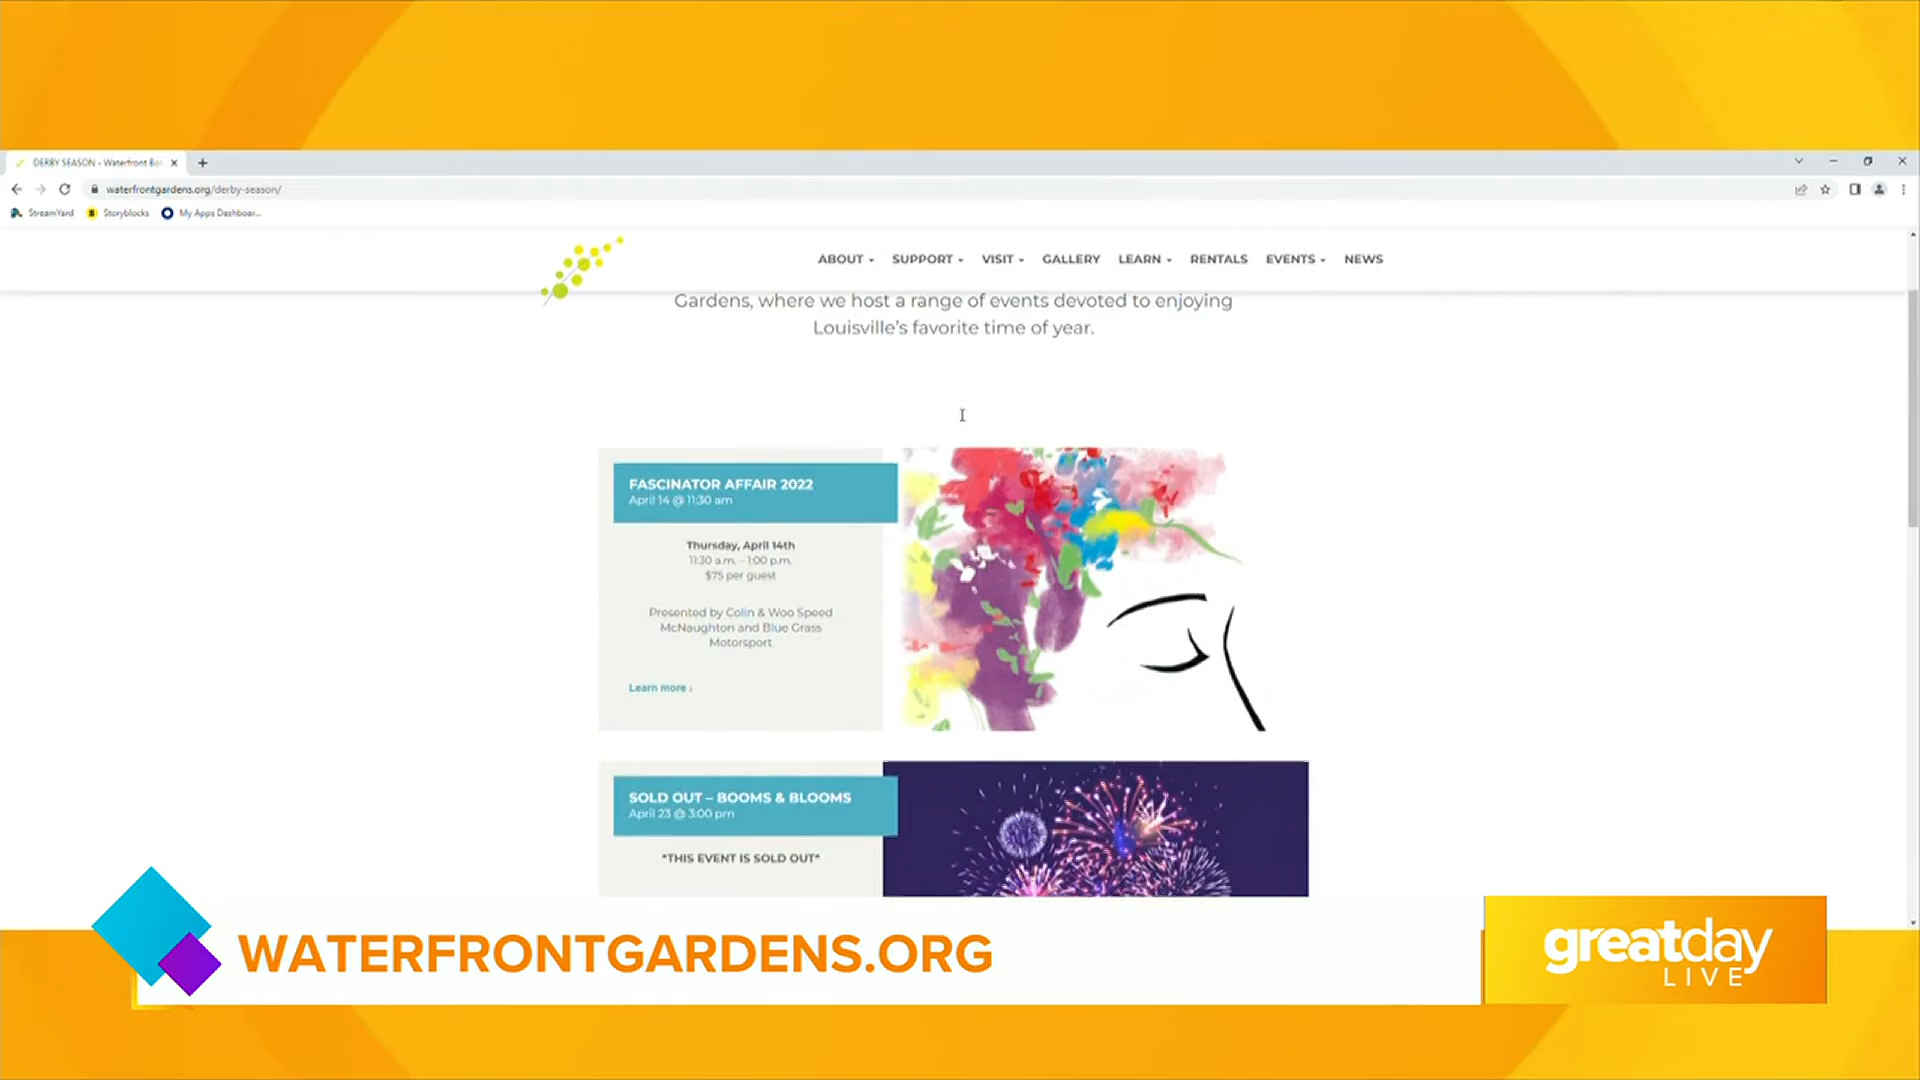 DERBY SEASON - Waterfront Bo
waterfrontgardens.org/derby-season/
StreamYard
Storyblocks
My Apps Dashboar...
ABOUT
SUPPORT
VISIT
GALLERY
LEARN
RENTALS
EVENTS
NEWS
Gardens, where we host a range of events devoted to enjoying
Louisville's favorite time of year.
FASCINATOR AFFAIR 2022
April 14 @ 11:30 am
Thursday, April 14th
11:30 a.m. – 1:00 p.m.
$75 per guest
Presented by Colin & Woo Speed
McNaughton and Blue Grass
Motorsport
Learn more ›
SOLD OUT – BOOMS & BLOOMS
April 23 @ 3:00 pm
*THIS EVENT IS SOLD OUT*
WATERFRONTGARDENS.ORG
greatday
LIVE